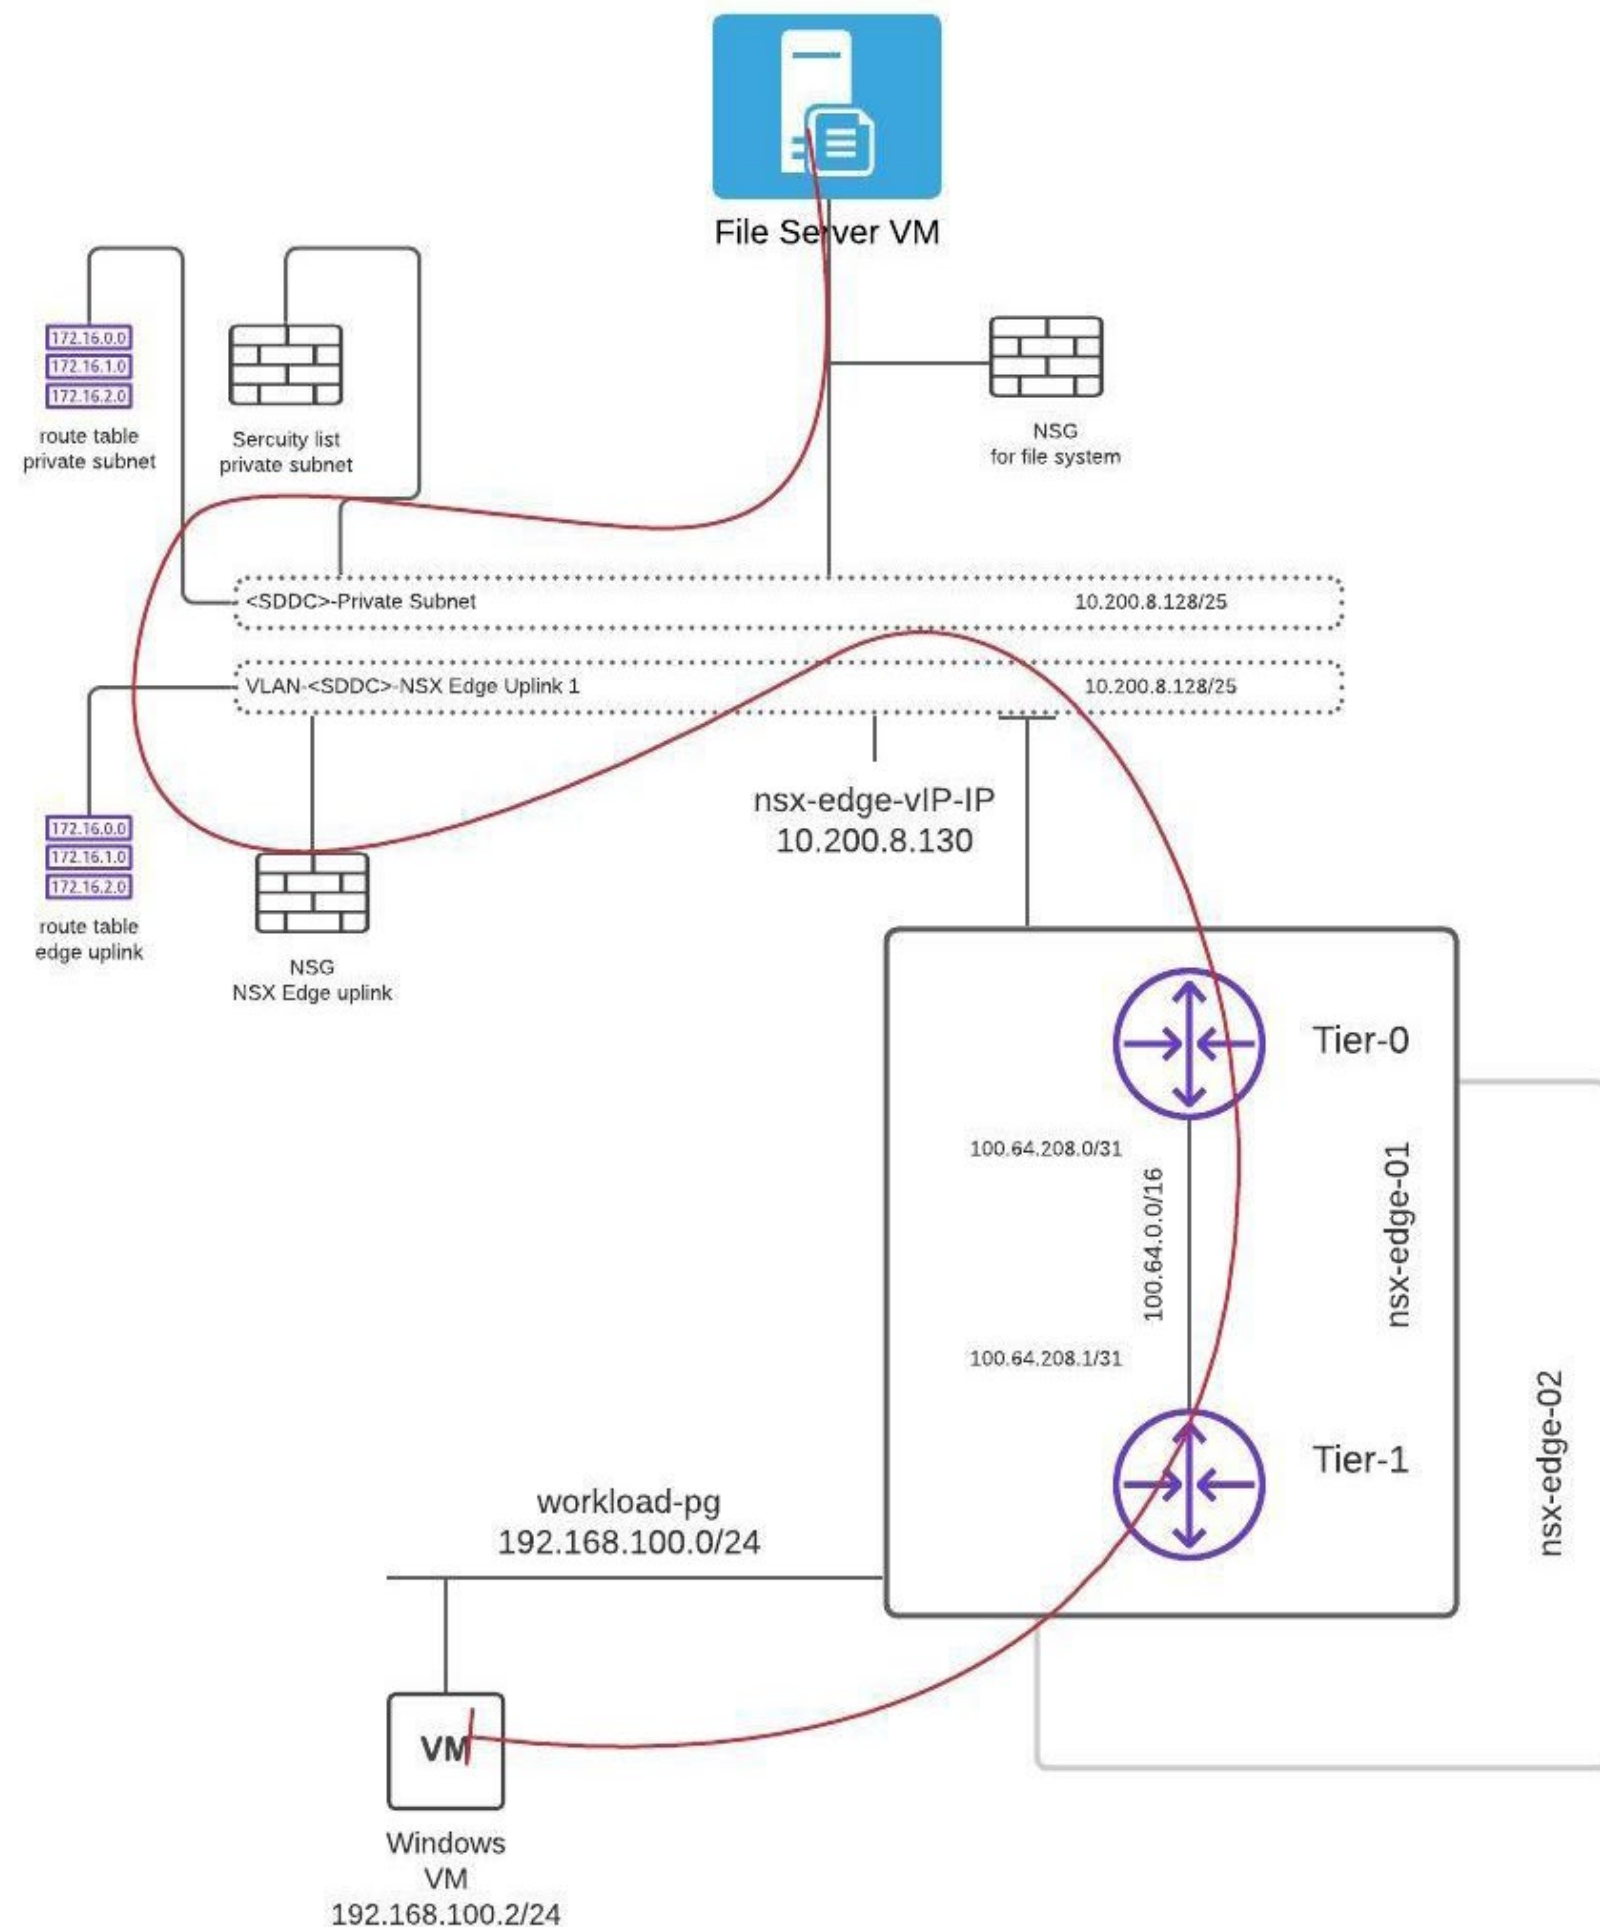 File Server VM
172.16.0.0
172.16.1.0
172.16.2.0
route table
private subnet
Sercuity list
private subnet
NSG
for file system
<SDDC>-Private Subnet
10.200.8.128/25
VLAN-<SDDC>-NSX Edge Uplink 1
10.200.8.128/25
nsx-edge-vIP-IP
10.200.8.130
172.16.0.0
172.16.1.0
172.16.2.0
route table
edge uplink
NSG
NSX Edge uplink
Tier-0
100.64.208.0/31
100.64.0.0/16
nsx-edge-01
100.64.208.1/31
Tier-1
nsx-edge-02
workload-pg
192.168.100.0/24
VM
Windows
VM
192.168.100.2/24